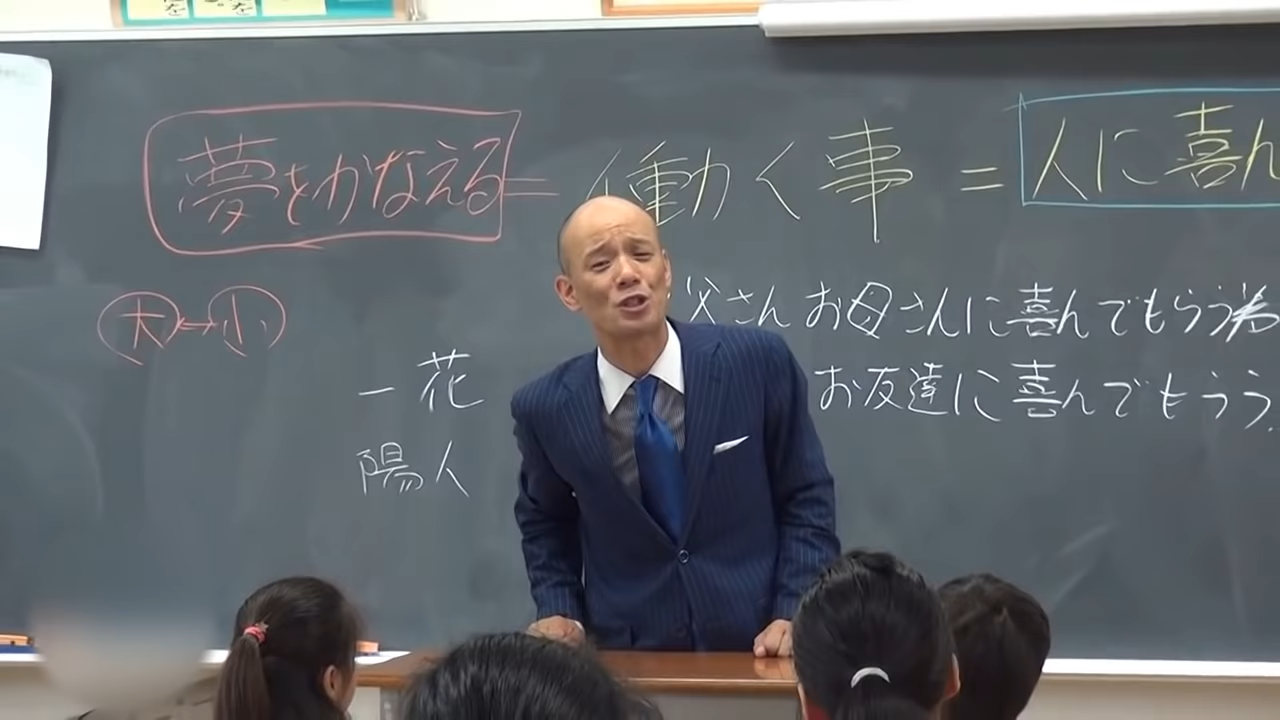 夢をかなえる = 働く事 = 人に喜ん
大↔小
父さんお母さんに喜んでもらう為
お友達に喜んでもらう
一花
陽人